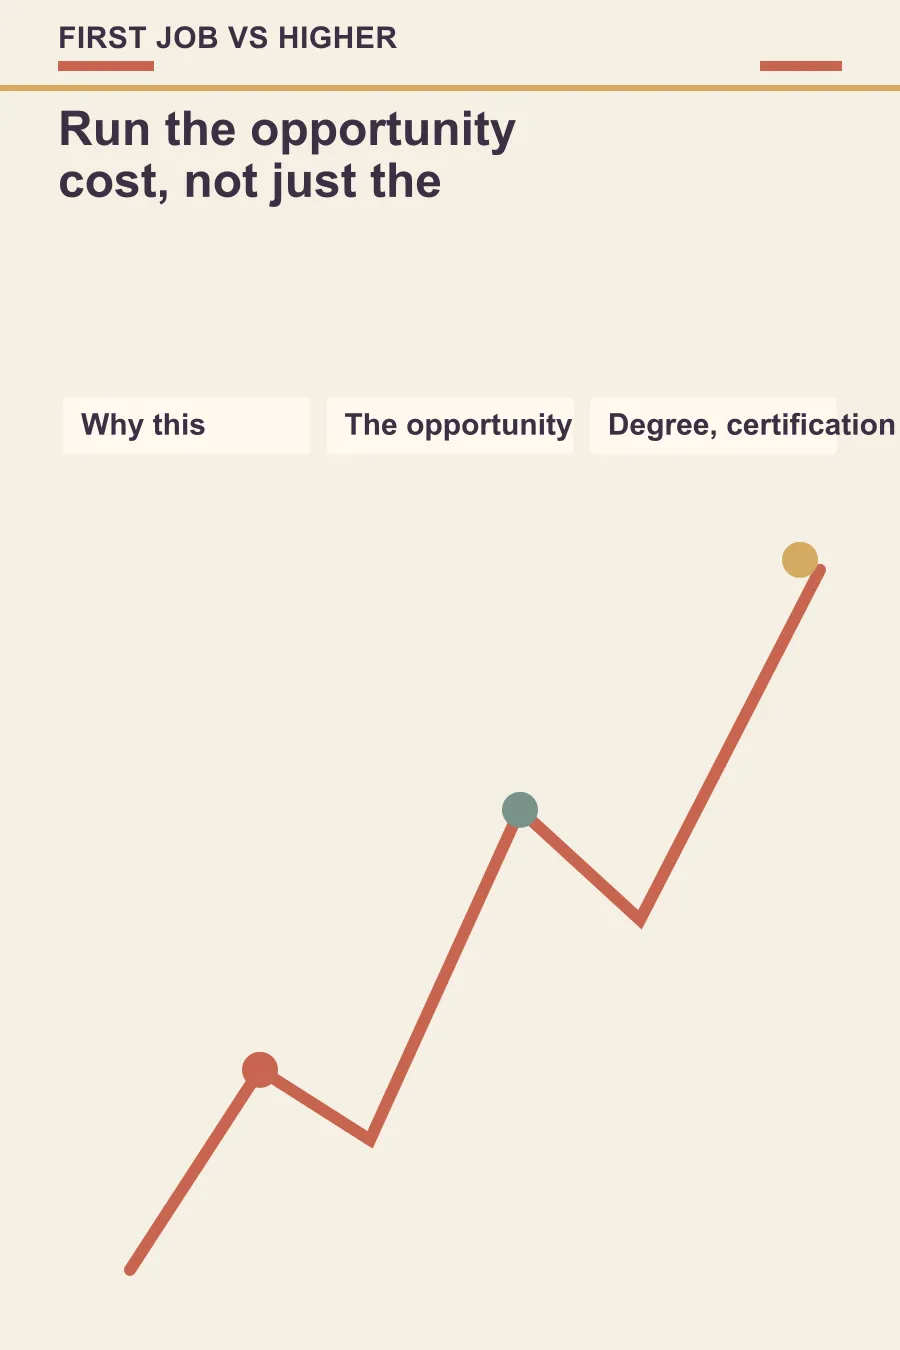 FIRST JOB VS HIGHER
Run the opportunity
cost, not just the
Why this
The opportunity
Degree, certification